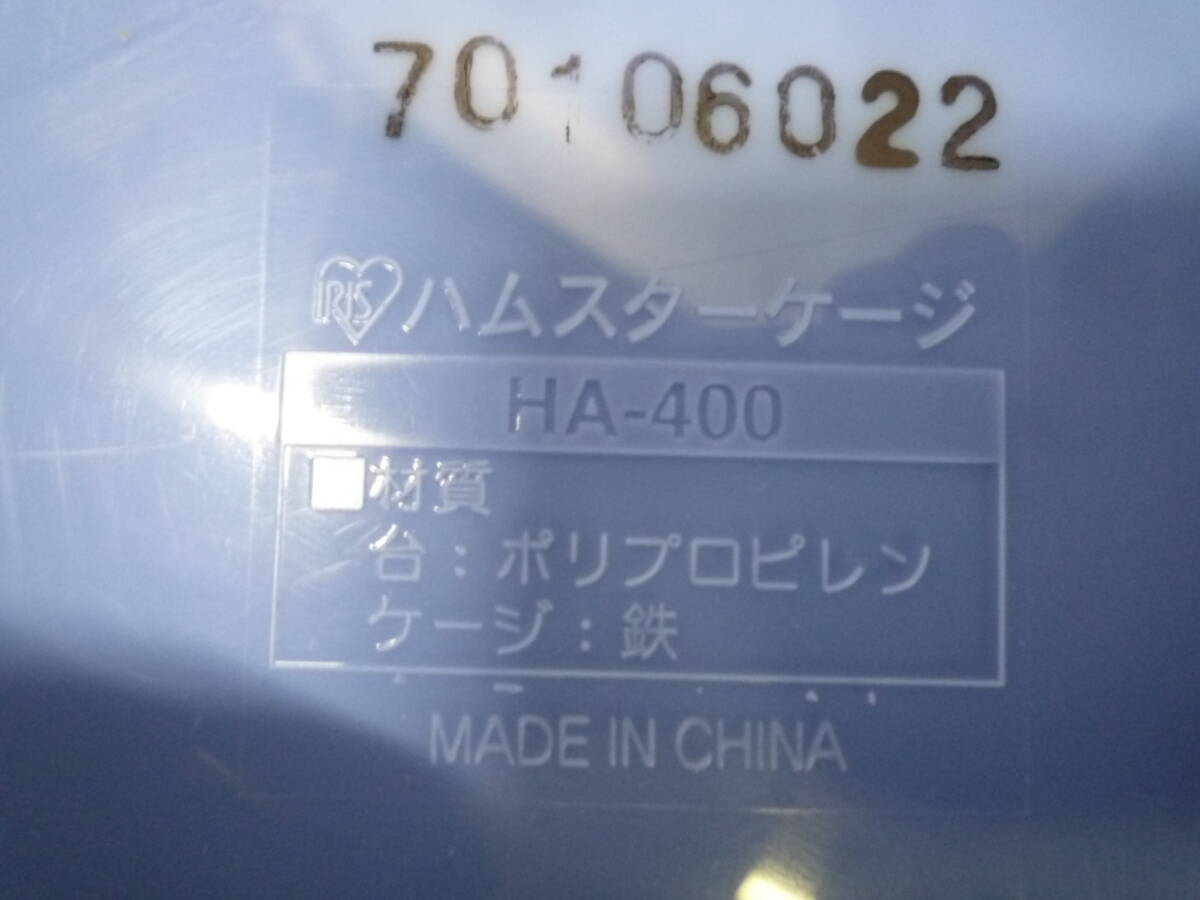 70106022
IRIS ハムスターケージ
HA-400
■材質
台：ポリプロピレン
ケージ：鉄
MADE IN CHINA